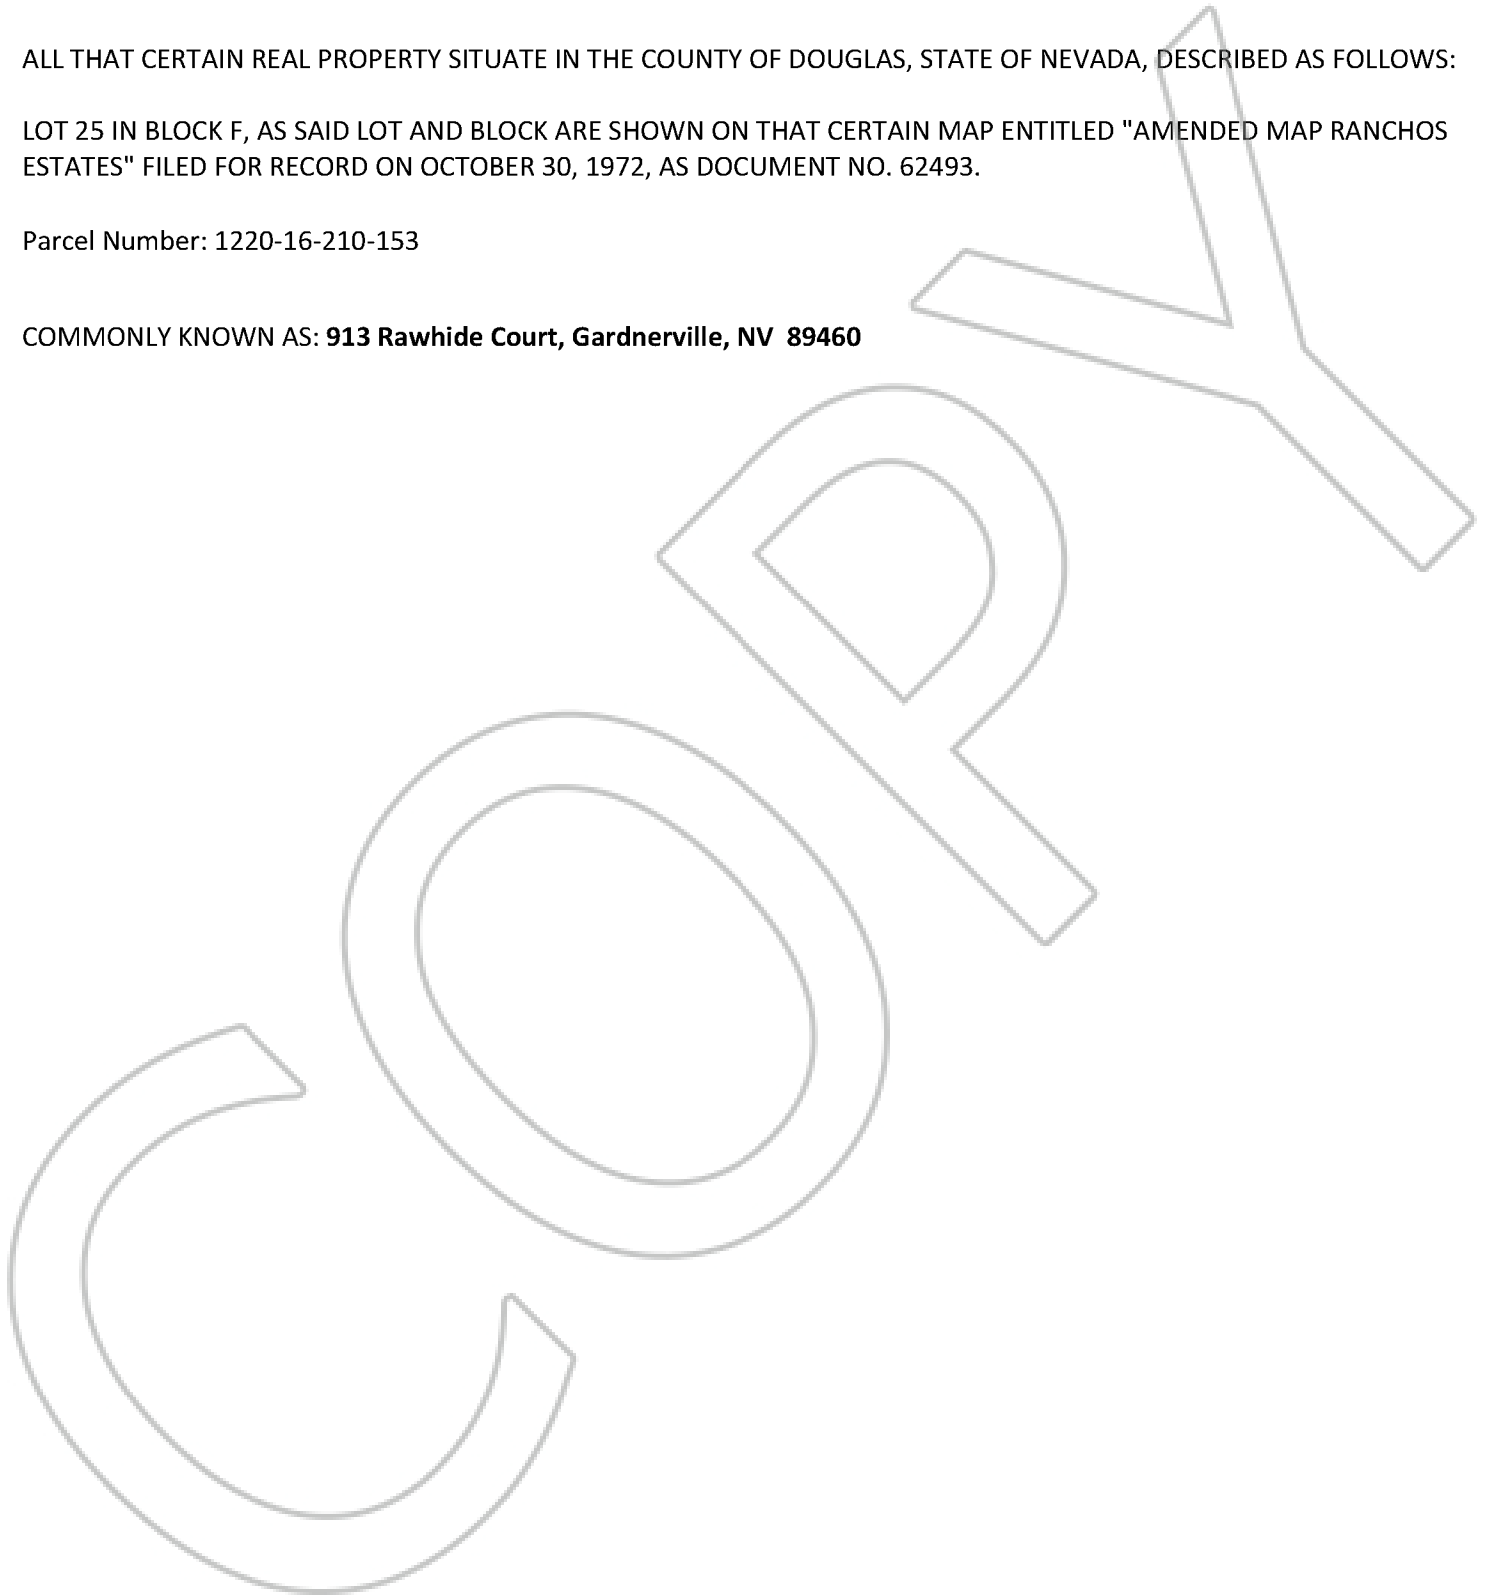 ALL THAT CERTAIN REAL PROPERTY SITUATE IN THE COUNTY OF DOUGLAS, STATE OF NEVADA, DESCRIBED AS FOLLOWS:
LOT 25 IN BLOCK F, AS SAID LOT AND BLOCK ARE SHOWN ON THAT CERTAIN MAP ENTITLED "AMENDED MAP RANCHOS
ESTATES" FILED FOR RECORD ON OCTOBER 30, 1972, AS DOCUMENT NO. 62493.
Parcel Number: 1220-16-210-153
COMMONLY KNOWN AS: 913 Rawhide Court, Gardnerville, NV  89460
COPY